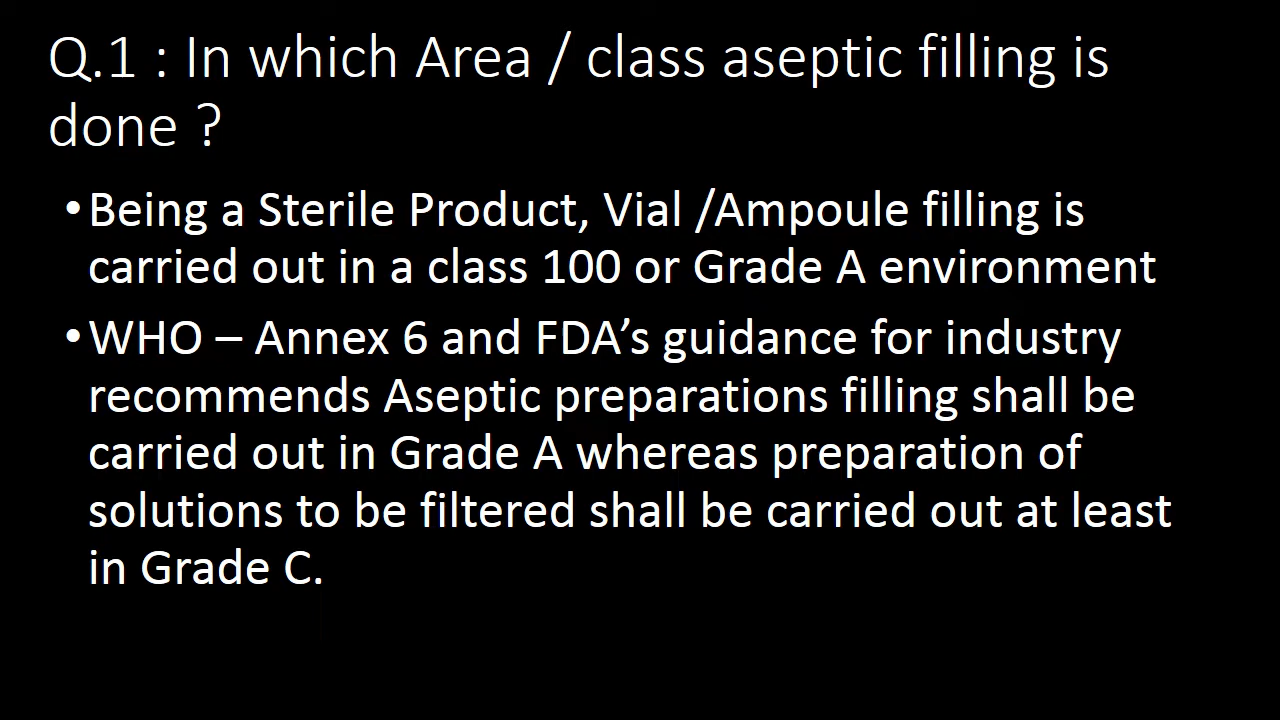 Q.1 : In which Area / class aseptic filling is
done ?
•Being a Sterile Product, Vial /Ampoule filling is
carried out in a class 100 or Grade A environment
•WHO – Annex 6 and FDA’s guidance for industry
recommends Aseptic preparations filling shall be
carried out in Grade A whereas preparation of
solutions to be filtered shall be carried out at least
in Grade C.